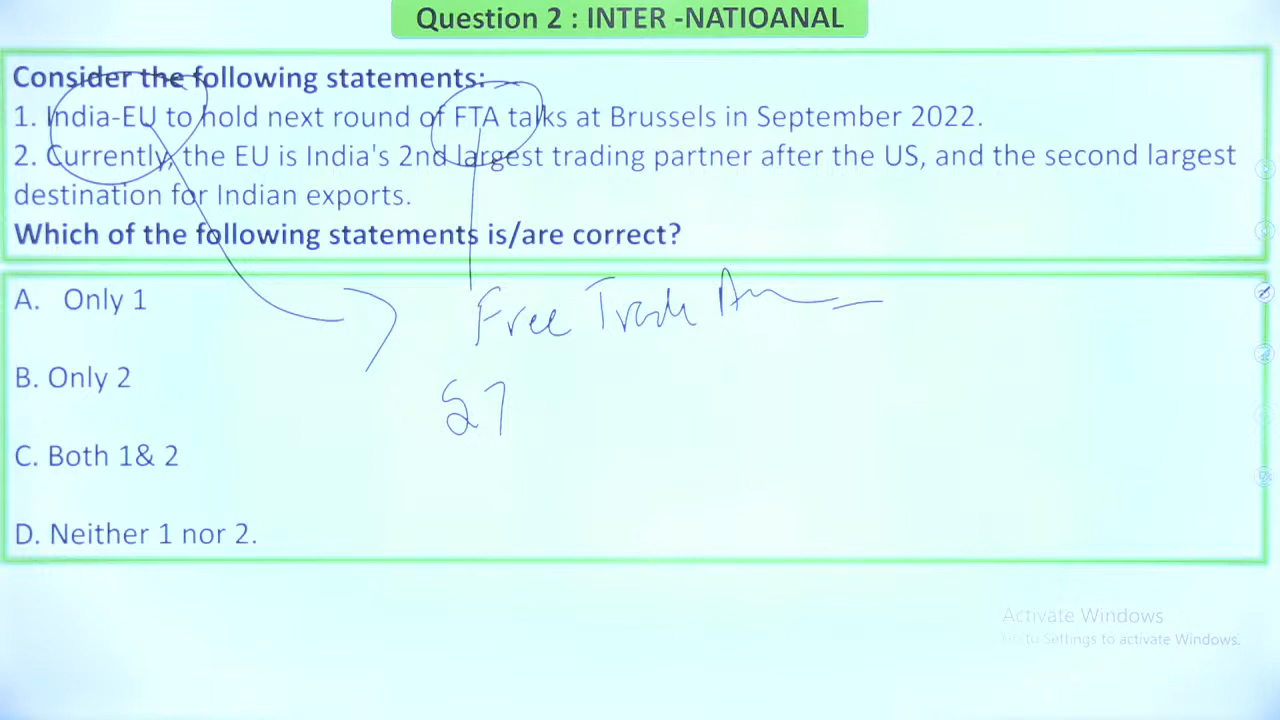 Question 2 : INTER -NATIOANAL
Consider the following statements:
1. India-EU to hold next round of FTA talks at Brussels in September 2022.
2. Currently, the EU is India's 2nd largest trading partner after the US, and the second largest
destination for Indian exports.
Which of the following statements is/are correct?
A. Only 1
Free Trade
B. Only 2
27
C. Both 1& 2
D. Neither 1 nor 2.
Activate Windows
Go to Settings to activate Windows.